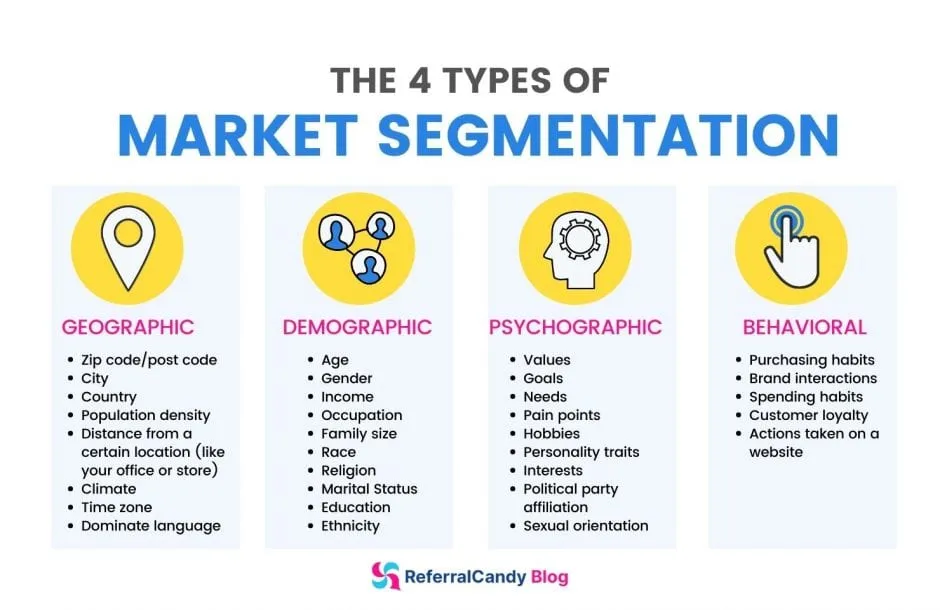 THE 4 TYPES OF
MARKET SEGMENTATION
GEOGRAPHIC
• Zip code/post code
• City
• Country
• Population density
• Distance from a
certain location (like
your office or store)
• Climate
• Time zone
• Dominate language
DEMOGRAPHIC
• Age
• Gender
• Income
• Occupation
• Family size
• Race
• Religion
• Marital Status
• Education
• Ethnicity
PSYCHOGRAPHIC
• Values
• Goals
• Needs
• Pain points
• Hobbies
• Personality traits
• Interests
• Political party
affiliation
• Sexual orientation
BEHAVIORAL
• Purchasing habits
• Brand interactions
• Spending habits
• Customer loyalty
• Actions taken on a
website
ReferralCandy Blog